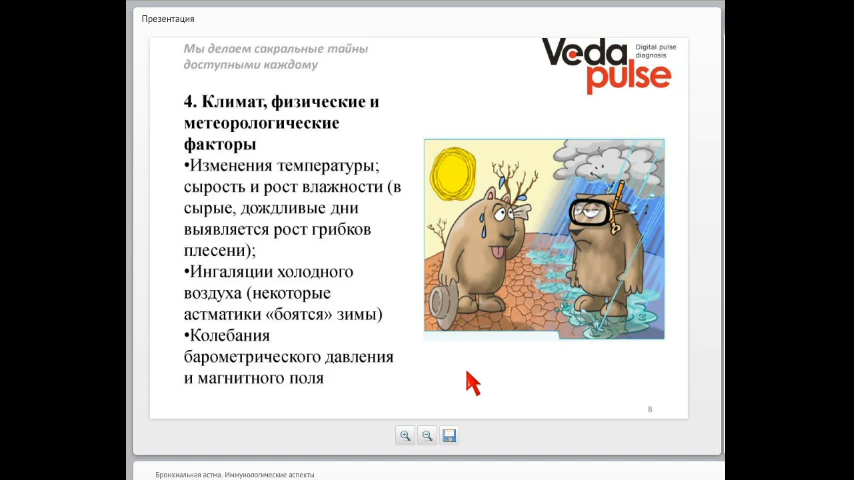 Презентация
Мы делаем сакральные тайны
доступными каждому
Veda
pulse
Digital pulse
diagnosis
4. Климат, физические и
метеорологические
факторы
•Изменения температуры;
сырость и рост влажности (в
сырые, дождливые дни
выявляется рост грибков
плесени);
•Ингаляции холодного
воздуха (некоторые
астматики «боятся» зимы)
•Колебания
барометрического давления
и магнитного поля
8
Бронхиальная астма. Иммунологические аспекты